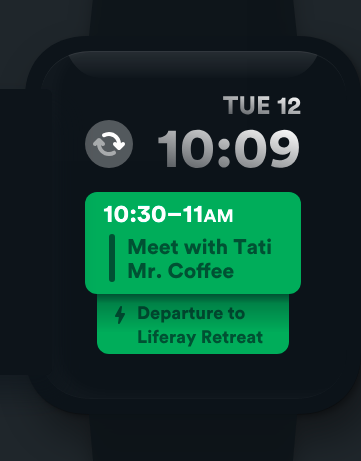 TUE 12
10:09
10:30–11AM
Meet with Tati
Mr. Coffee
Departure to
Liferay Retreat